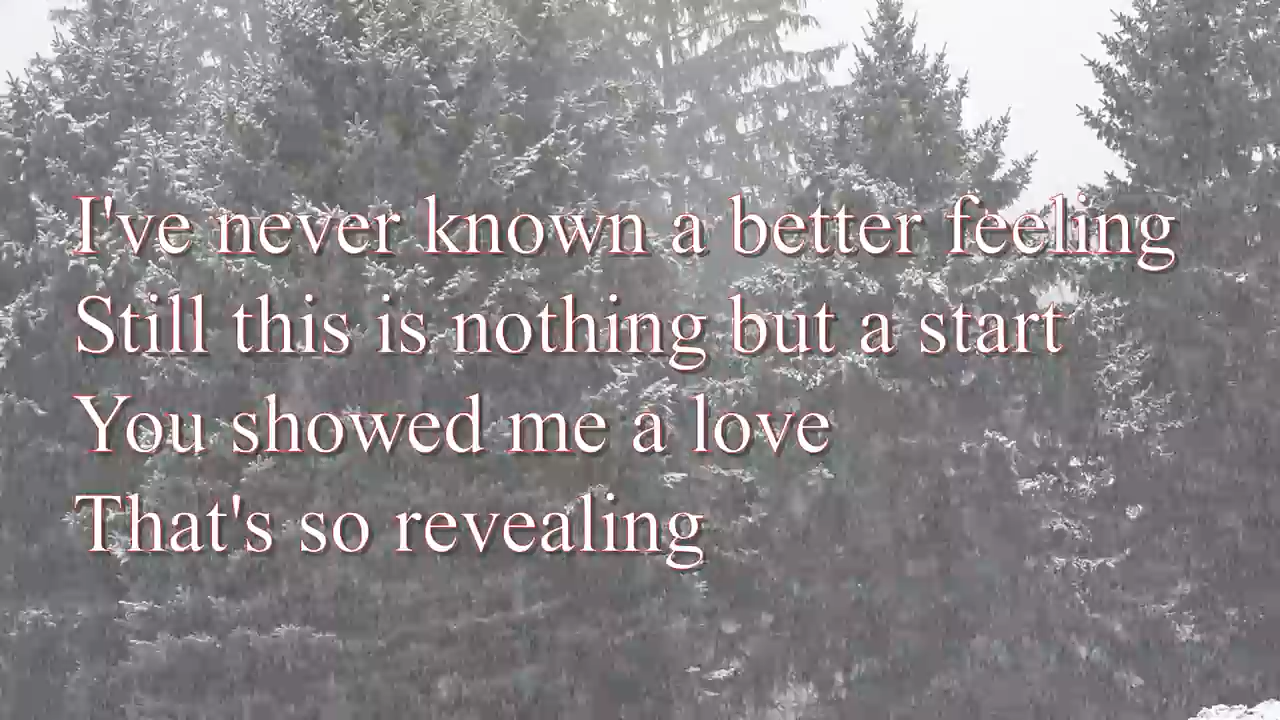 I've never known a better feeling
Still this is nothing but a start
You showed me a love
That's so revealing